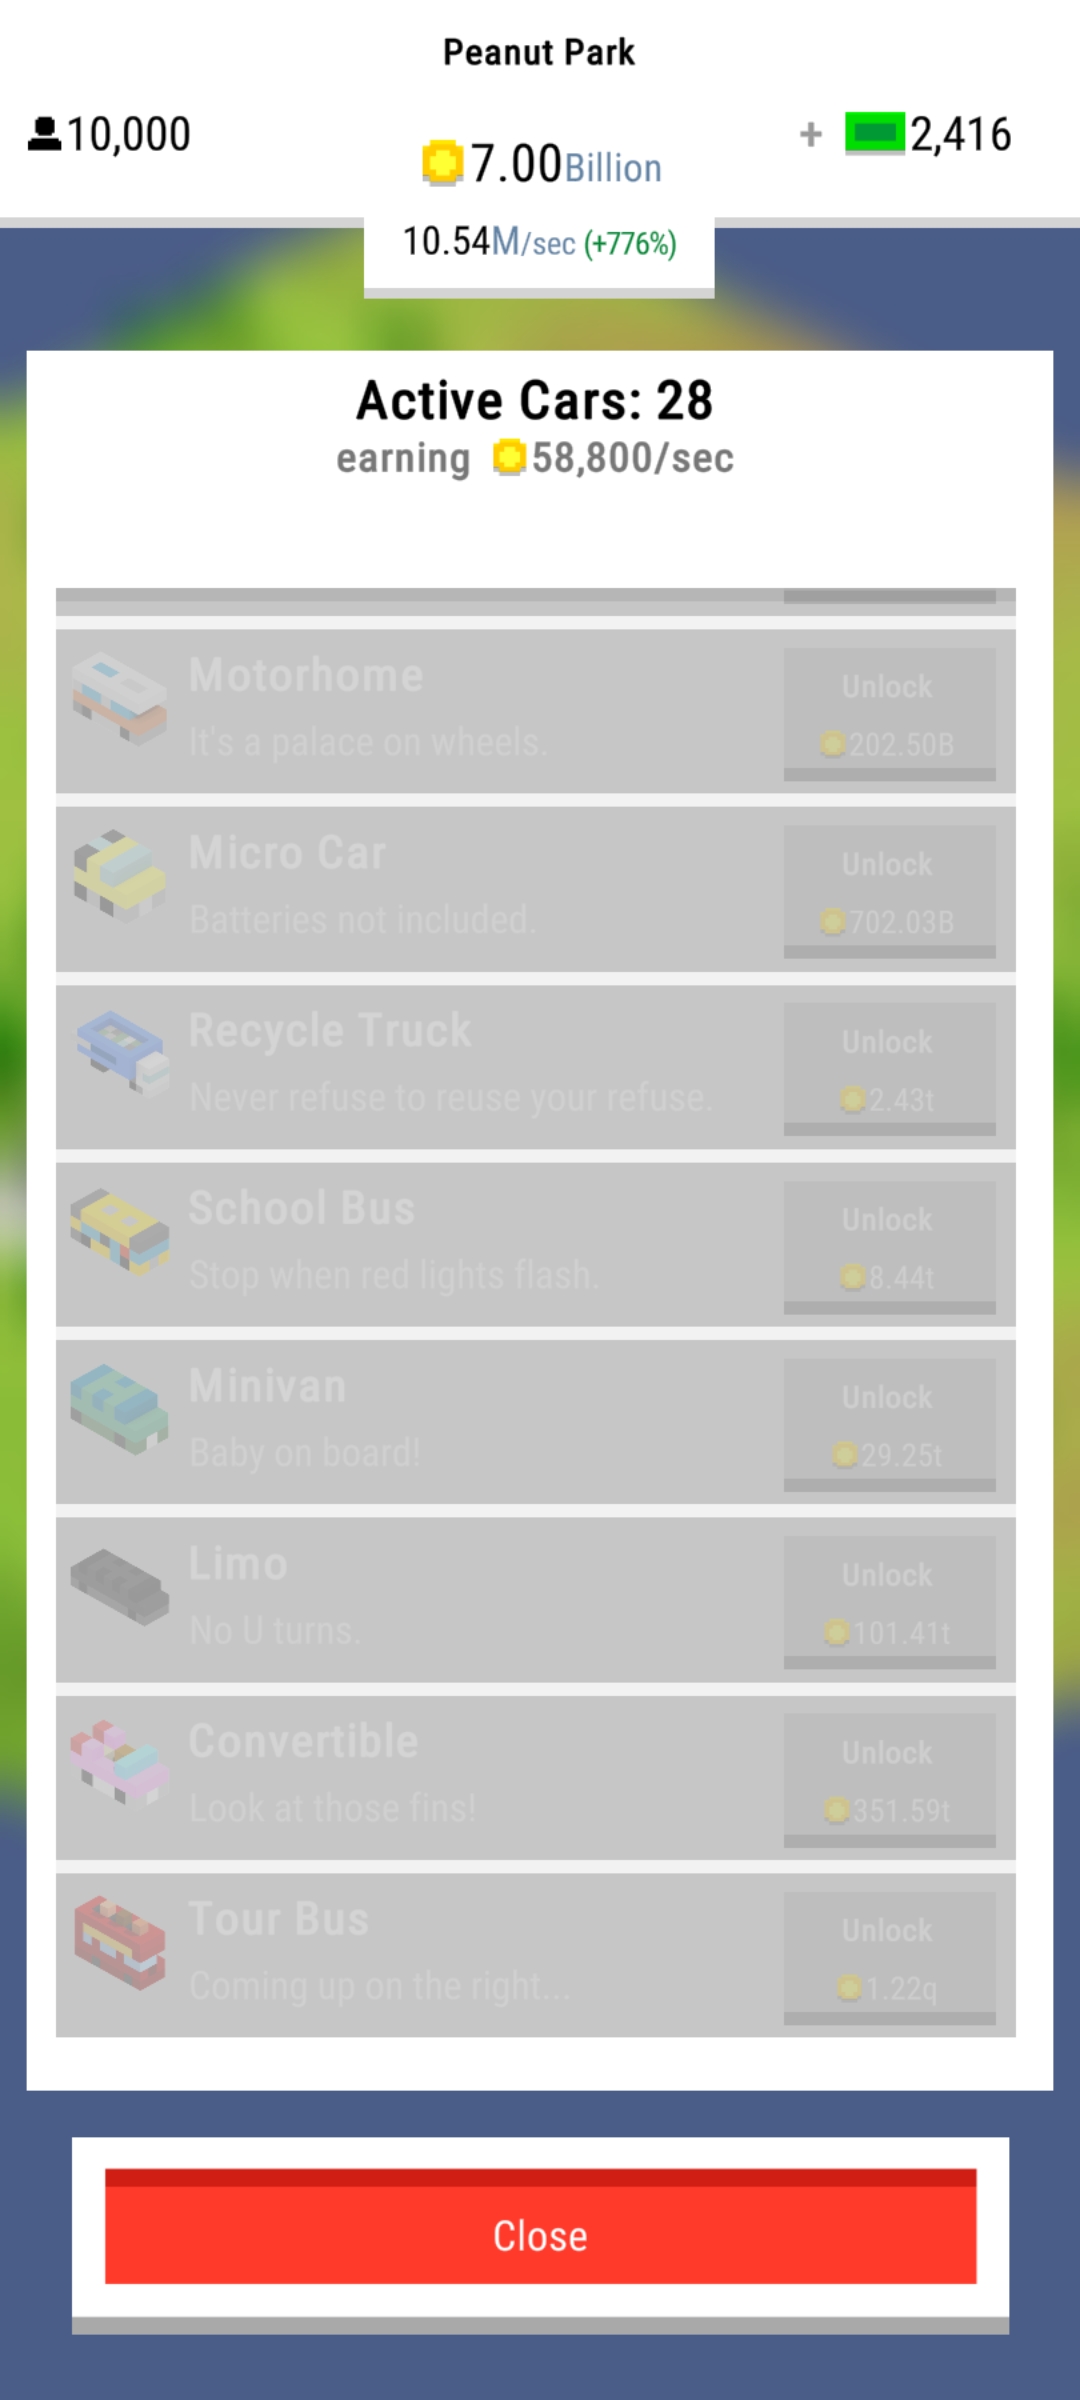 Peanut Park
10,000
7.00Billion
+ 2,416
10.54M/sec (+776%)
Active Cars: 28
earning 58,800/sec
Motorhome
It's a palace on wheels.
Unlock
202.50B
Micro Car
Batteries not included.
Unlock
702.03B
Recycle Truck
Never refuse to reuse your refuse.
Unlock
2.43t
School Bus
Stop when red lights flash.
Unlock
8.44t
Minivan
Baby on board!
Unlock
29.25t
Limo
No U turns.
Unlock
101.41t
Convertible
Look at those fins!
Unlock
351.59t
Tour Bus
Coming up on the right...
Unlock
1.22q
Close